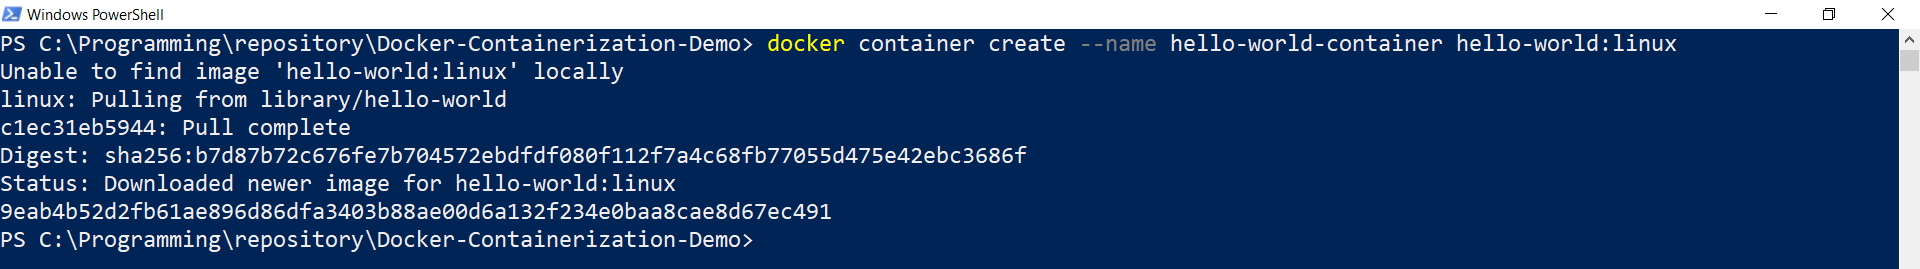 Windows PowerShell
PS C:\Programming\repository\Docker-Containerization-Demo> docker container create --name hello-world-container hello-world:linux
Unable to find image 'hello-world:linux' locally
linux: Pulling from library/hello-world
c1ec31eb5944: Pull complete
Digest: sha256:b7d87b72c676fe7b704572ebdfdf080f112f7a4c68fb77055d475e42ebc3686f
Status: Downloaded newer image for hello-world:linux
9eab4b52d2fb61ae896d86dfa3403b88ae00d6a132f234e0baa8cae8d67ec491
PS C:\Programming\repository\Docker-Containerization-Demo>